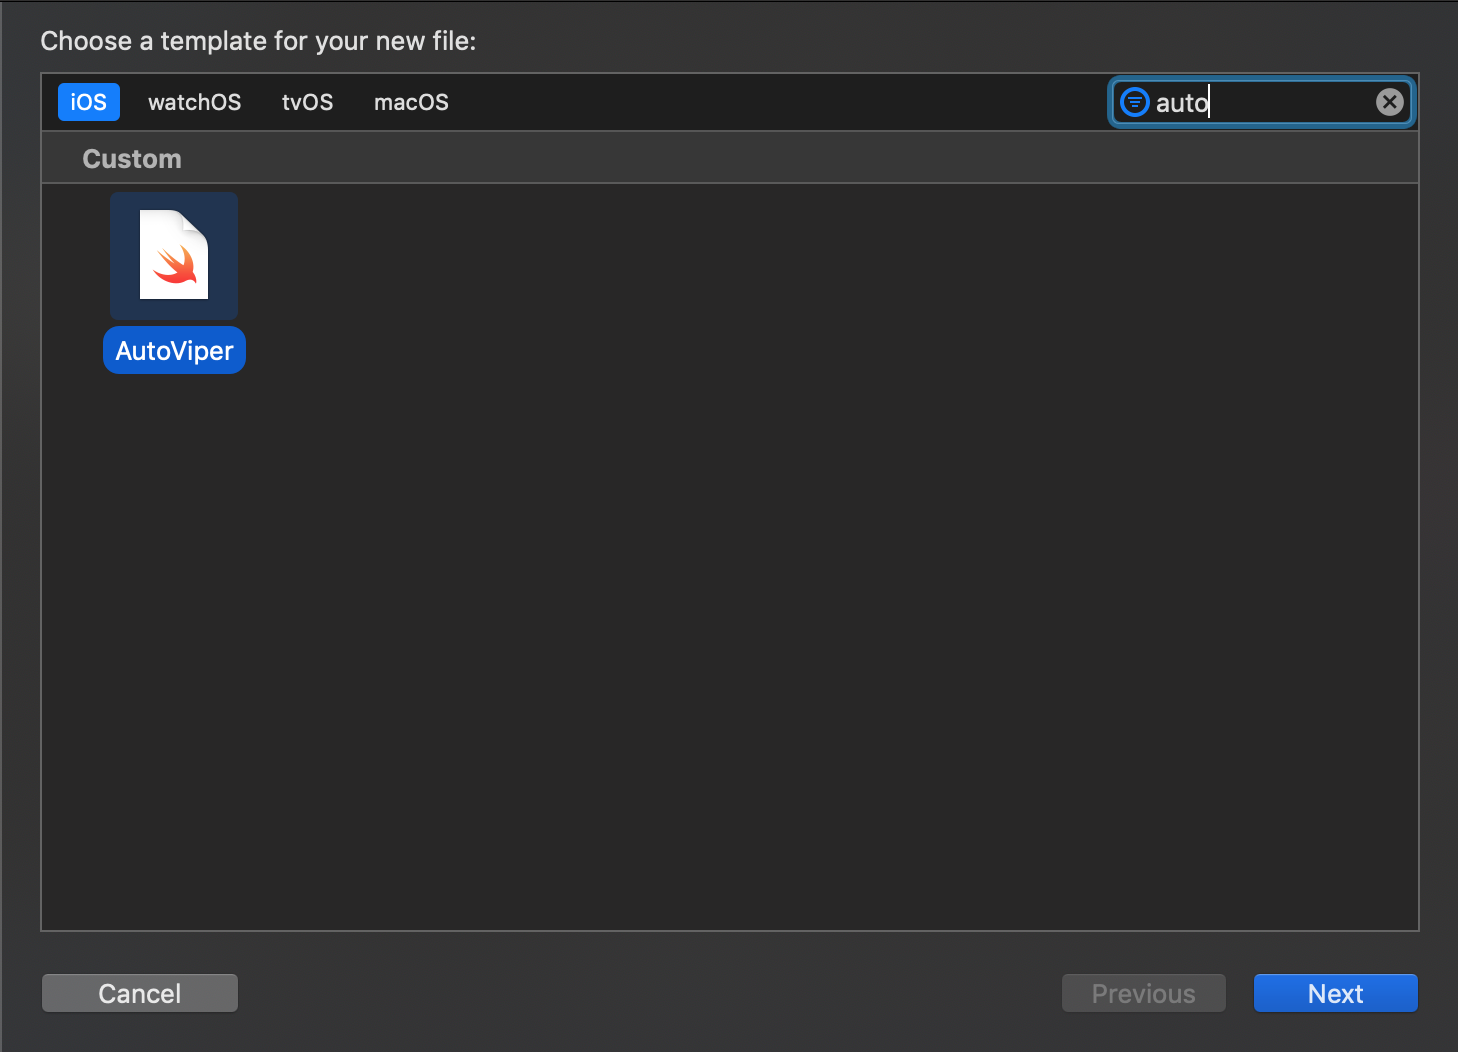 Choose a template for your new file:
iOS watchOS tvOS macOS auto
Custom
AutoViper
Cancel Previous Next